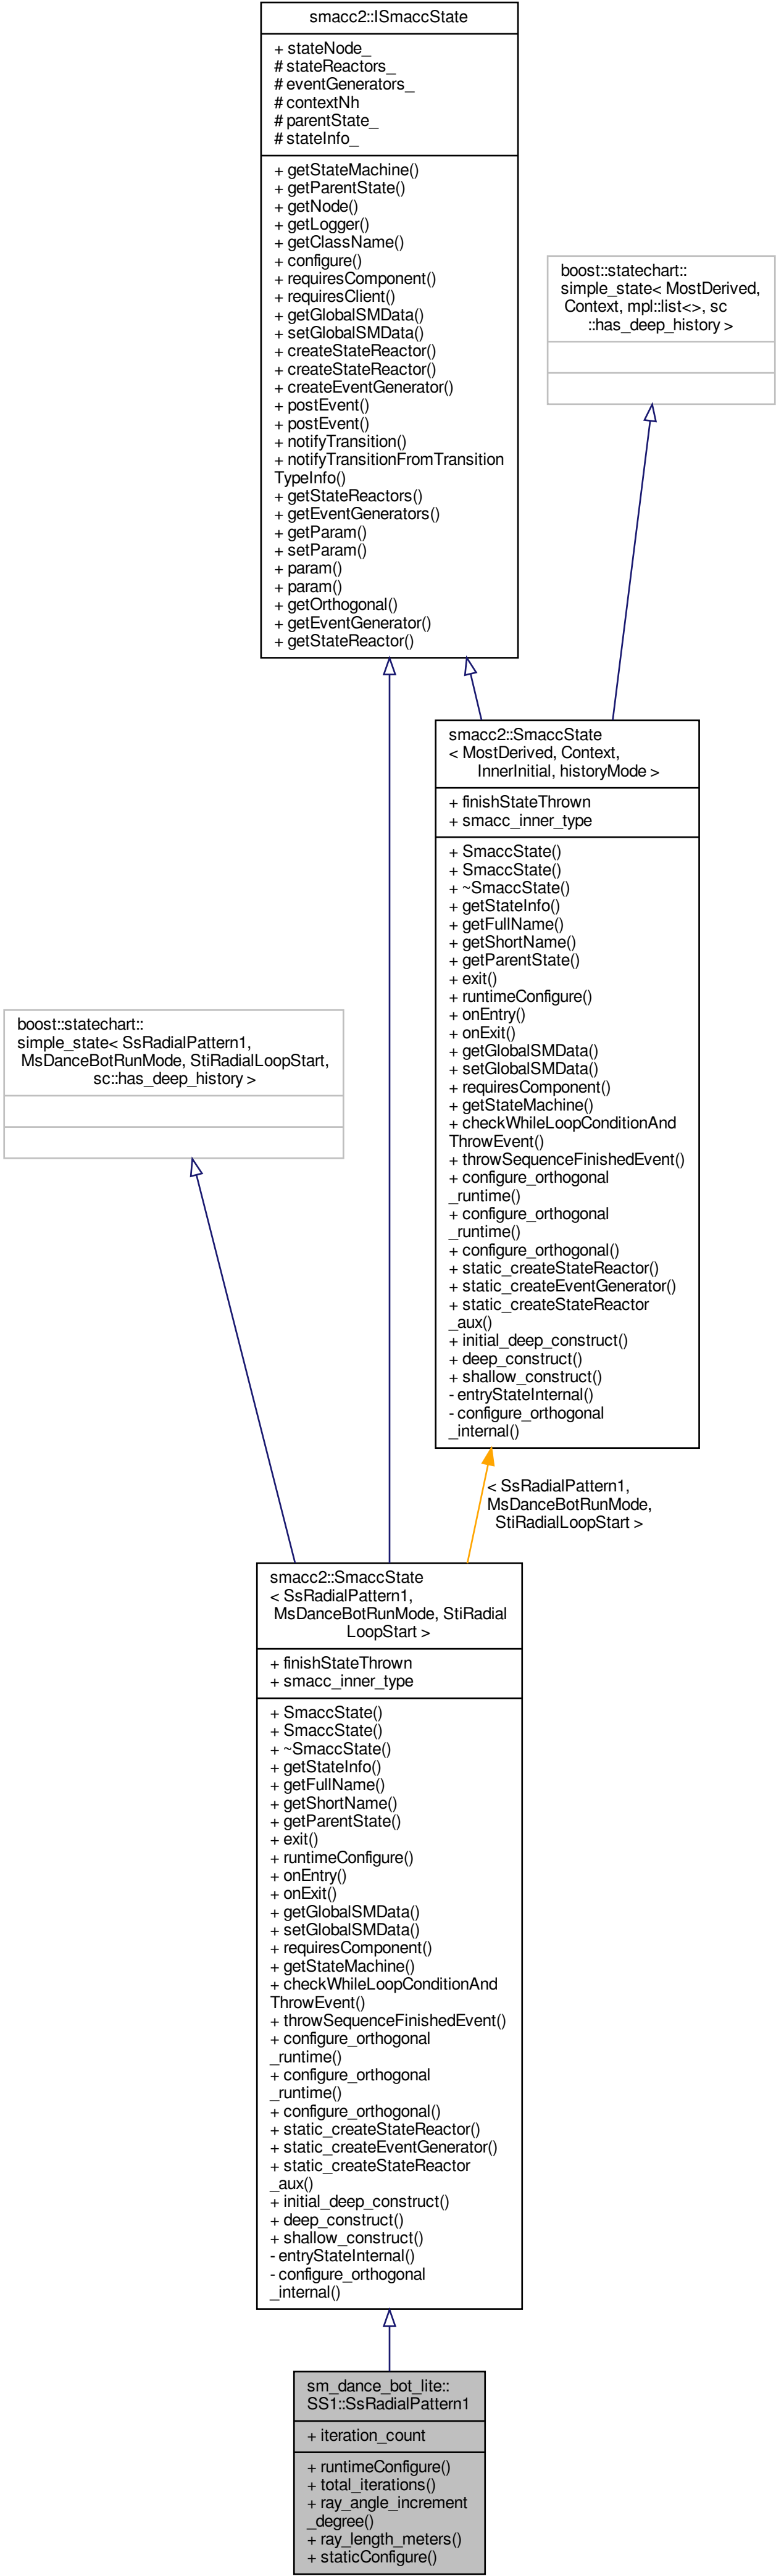 smacc2::ISmaccState
+ stateNode_
# stateReactors_
# eventGenerators_
# contextNh
# parentState_
# stateInfo_
+ getStateMachine()
+ getParentState()
+ getNode()
+ getLogger()
+ getClassName()
+ configure()
+ requiresComponent()
+ requiresClient()
+ getGlobalSMData()
+ setGlobalSMData()
+ createStateReactor()
+ createStateReactor()
+ createEventGenerator()
+ postEvent()
+ postEvent()
+ notifyTransition()
+ notifyTransitionFromTransition
TypeInfo()
+ getStateReactors()
+ getEventGenerators()
+ getParam()
+ setParam()
+ param()
+ param()
+ getOrthogonal()
+ getEventGenerator()
+ getStateReactor()
boost::statechart::
simple_state< MostDerived,
Context, mpl::list<>, sc
::has_deep_history >
smacc2::SmaccState
< MostDerived, Context,
InnerInitial, historyMode >
+ finishStateThrown
+ smacc_inner_type
+ SmaccState()
+ SmaccState()
+ ~SmaccState()
+ getStateInfo()
+ getFullName()
+ getShortName()
+ getParentState()
+ exit()
+ runtimeConfigure()
+ onEntry()
+ onExit()
+ getGlobalSMData()
+ setGlobalSMData()
+ requiresComponent()
+ getStateMachine()
+ checkWhileLoopConditionAnd
ThrowEvent()
+ throwSequenceFinishedEvent()
+ configure_orthogonal
_runtime()
+ configure_orthogonal
_runtime()
+ configure_orthogonal()
+ static_createStateReactor()
+ static_createEventGenerator()
+ static_createStateReactor
_aux()
+ initial_deep_construct()
+ deep_construct()
+ shallow_construct()
- entryStateInternal()
- configure_orthogonal
_internal()
boost::statechart::
simple_state< SsRadialPattern1,
MsDanceBotRunMode, StiRadialLoopStart,
sc::has_deep_history >
< SsRadialPattern1,
MsDanceBotRunMode,
StiRadialLoopStart >
smacc2::SmaccState
< SsRadialPattern1,
MsDanceBotRunMode, StiRadial
LoopStart >
+ finishStateThrown
+ smacc_inner_type
+ SmaccState()
+ SmaccState()
+ ~SmaccState()
+ getStateInfo()
+ getFullName()
+ getShortName()
+ getParentState()
+ exit()
+ runtimeConfigure()
+ onEntry()
+ onExit()
+ getGlobalSMData()
+ setGlobalSMData()
+ requiresComponent()
+ getStateMachine()
+ checkWhileLoopConditionAnd
ThrowEvent()
+ throwSequenceFinishedEvent()
+ configure_orthogonal
_runtime()
+ configure_orthogonal
_runtime()
+ configure_orthogonal()
+ static_createStateReactor()
+ static_createEventGenerator()
+ static_createStateReactor
_aux()
+ initial_deep_construct()
+ deep_construct()
+ shallow_construct()
- entryStateInternal()
- configure_orthogonal
_internal()
sm_dance_bot_lite::
SS1::SsRadialPattern1
+ iteration_count
+ runtimeConfigure()
+ total_iterations()
+ ray_angle_increment
_degree()
+ ray_length_meters()
+ staticConfigure()